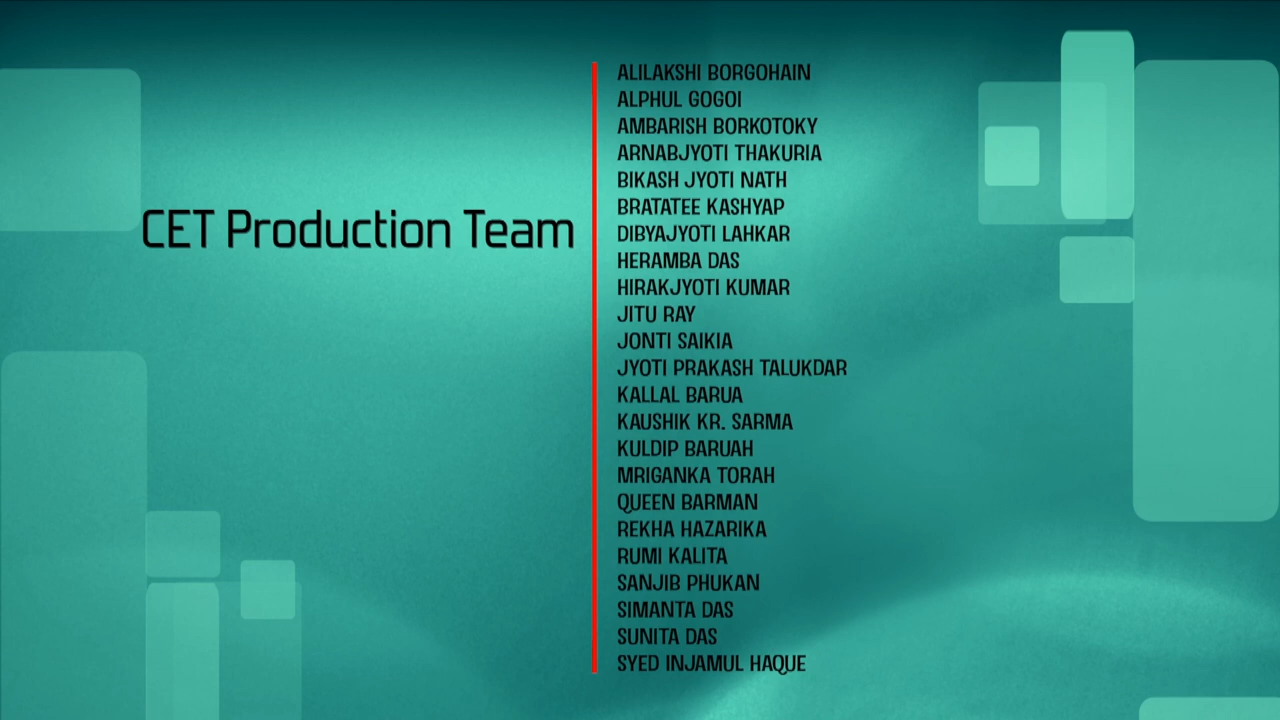 CET Production Team
ALILAKSHI BORGOHAIN
ALPHUL GOGOI
AMBARISH BORKOTOKY
ARNABJYOTI THAKURIA
BIKASH JYOTI NATH
BRATATEE KASHYAP
DIBYAJYOTI LAHKAR
HERAMBA DAS
HIRAKJYOTI KUMAR
JITU RAY
JONTI SAIKIA
JYOTI PRAKASH TALUKDAR
KALLAL BARUA
KAUSHIK KR. SARMA
KULDIP BARUAH
MRIGANKA TORAH
QUEEN BARMAN
REKHA HAZARIKA
RUMI KALITA
SANJIB PHUKAN
SIMANTA DAS
SUNITA DAS
SYED INJAMUL HAQUE